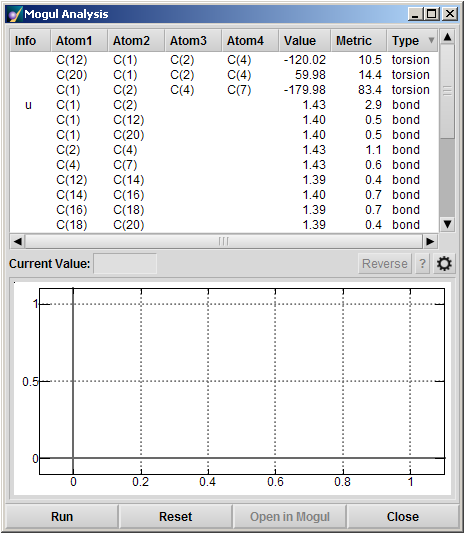 Mogul Analysis
Info Atom1 Atom2 Atom3 Atom4 Value Metric Type
C(12) C(1) C(2) C(4) -120.02 10.5 torsion
C(20) C(1) C(2) C(4) 59.98 14.4 torsion
C(1) C(2) C(4) C(7) -179.98 83.4 torsion
u C(1) C(2) 1.43 2.9 bond
C(1) C(12) 1.40 0.5 bond
C(1) C(20) 1.40 0.5 bond
C(2) C(4) 1.43 1.1 bond
C(4) C(7) 1.43 0.6 bond
C(12) C(14) 1.39 0.4 bond
C(14) C(16) 1.40 0.7 bond
C(16) C(18) 1.39 0.7 bond
C(18) C(20) 1.39 0.4 bond
Current Value: Reverse ?
1
0.5
0
0 0.2 0.4 0.6 0.8 1
Run Reset Open in Mogul Close